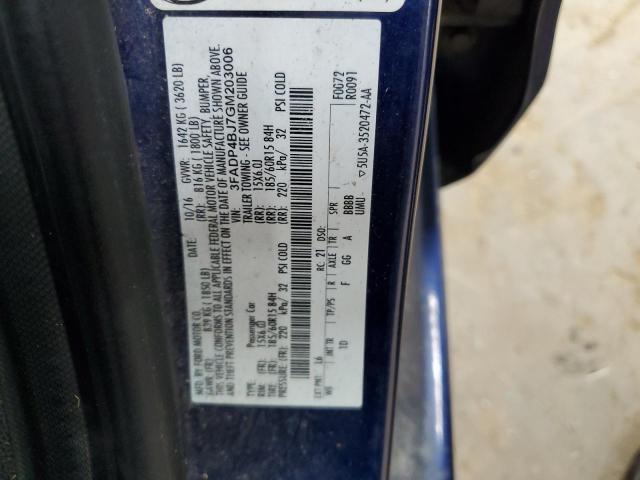 MFD. BY FORD MOTOR CO. DATE: 10/16 GVWR: 1642 KG ( 3620 LB)
GAWR: (FR) 839 KG ( 1850 LB) (RR): 816 KG ( 1800 LB)
THIS VEHICLE CONFORMS TO ALL APPLICABLE FEDERAL MOTOR VEHICLE SAFETY, BUMPER,
AND THEFT PREVENTION STANDARDS IN EFFECT ON THE DATE OF MANUFACTURE SHOWN ABOVE.
VIN: 3FADP4BJ7GM203006
TYPE: Passenger Car TRAILER TOWING - SEE OWNER GUIDE
RIM: (FR): 15X6.0J (RR): 15X6.0J
TIRE: (FR): 185/60R15 84H (RR): 185/60R15 84H
PRESSURE: (FR): 220 kPa/ 32 PSI COLD (RR): 220 kPa/ 32 PSI COLD
EXT PNT: L6 RC: 21 DSO: F0G72
R0091
WB INT TR TP/PS R AXLE TR SPR
1D F GG A BBBB
UMU ▽5U5A-3520472-AA